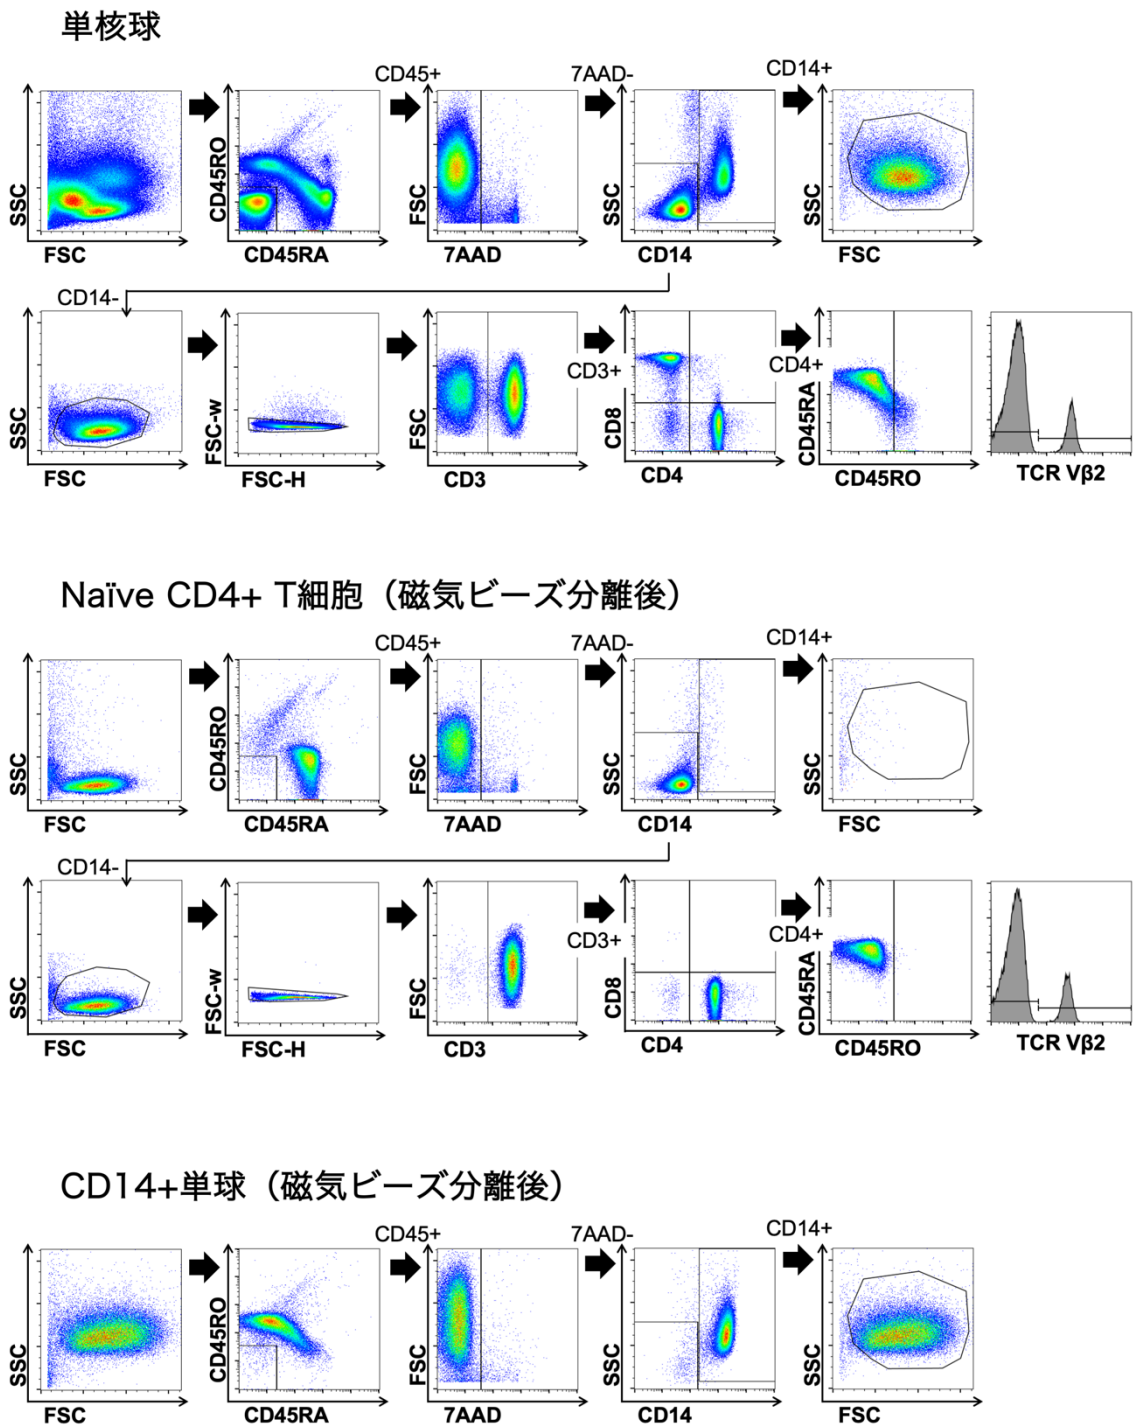 単核球
CD45+ 7AAD- CD14+
SSC CD45RO FSC SSC SSC
FSC CD45RA 7AAD CD14 FSC
CD14-
SSC FSC-w FSC CD3+ CD8 CD4+ CD45RA
FSC FSC-H CD3 CD4 CD45RO TCR Vβ2
Naïve CD4+ T細胞（磁気ビーズ分離後）
CD45+ 7AAD- CD14+
SSC CD45RO FSC SSC SSC
FSC CD45RA 7AAD CD14 FSC
CD14-
SSC FSC-w FSC CD3+ CD8 CD4+ CD45RA
FSC FSC-H CD3 CD4 CD45RO TCR Vβ2
CD14+単球（磁気ビーズ分離後）
CD45+ 7AAD- CD14+
SSC CD45RO FSC SSC SSC
FSC CD45RA 7AAD CD14 FSC